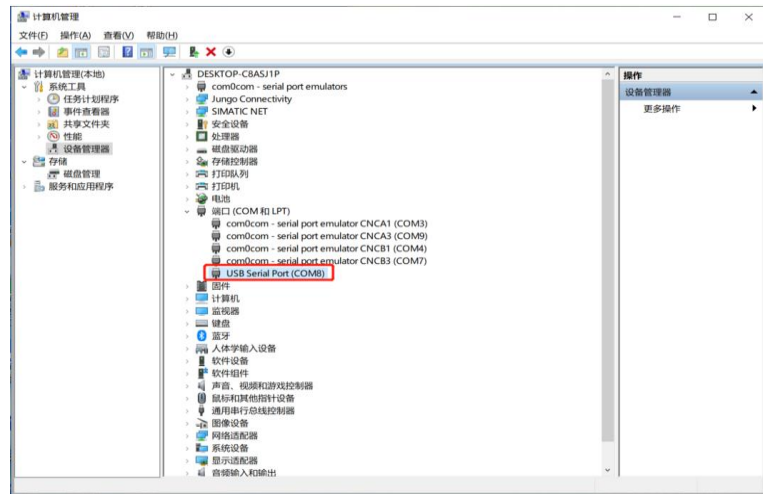 计算机管理
文件(F) 操作(A) 查看(V) 帮助(H)
计算机管理(本地)
系统工具
任务计划程序
事件查看器
共享文件夹
性能
设备管理器
存储
磁盘管理
服务和应用程序
DESKTOP-C8ASJ1P
com0com - serial port emulators
Jungo Connectivity
SIMATIC NET
安全设备
处理器
磁盘驱动器
存储控制器
打印队列
打印机
电池
端口 (COM 和 LPT)
com0com - serial port emulator CNCA1 (COM3)
com0com - serial port emulator CNCA3 (COM9)
com0com - serial port emulator CNCB1 (COM4)
com0com - serial port emulator CNCB3 (COM7)
USB Serial Port (COM8)
固件
计算机
监视器
键盘
蓝牙
人体学输入设备
软件设备
软件组件
声音、视频和游戏控制器
鼠标和其他指针设备
通用串行总线控制器
图像设备
网络适配器
系统设备
显示适配器
音频输入和输出
操作
设备管理器
更多操作